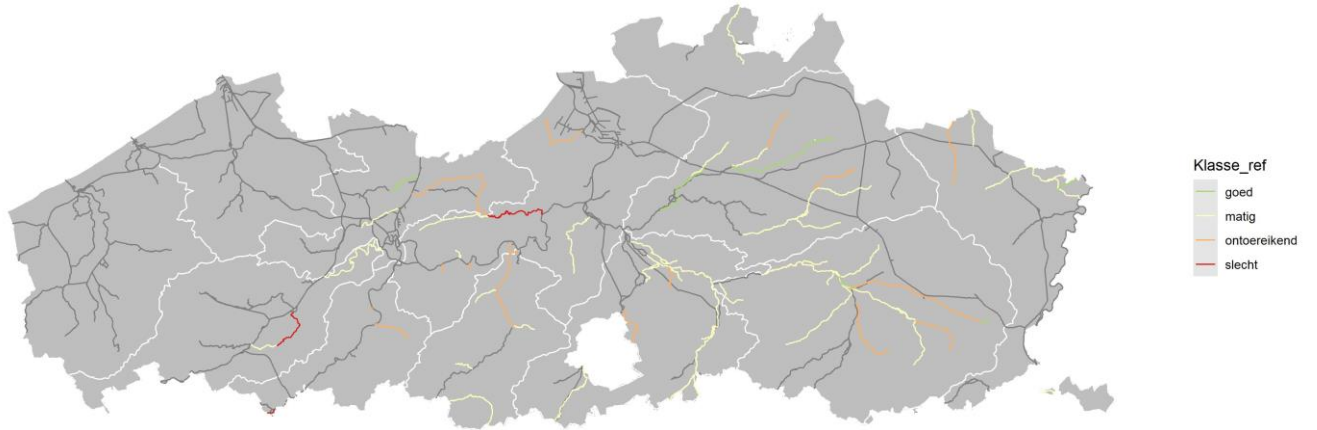 Klasse_ref
goed
matig
ontoereikend
slecht